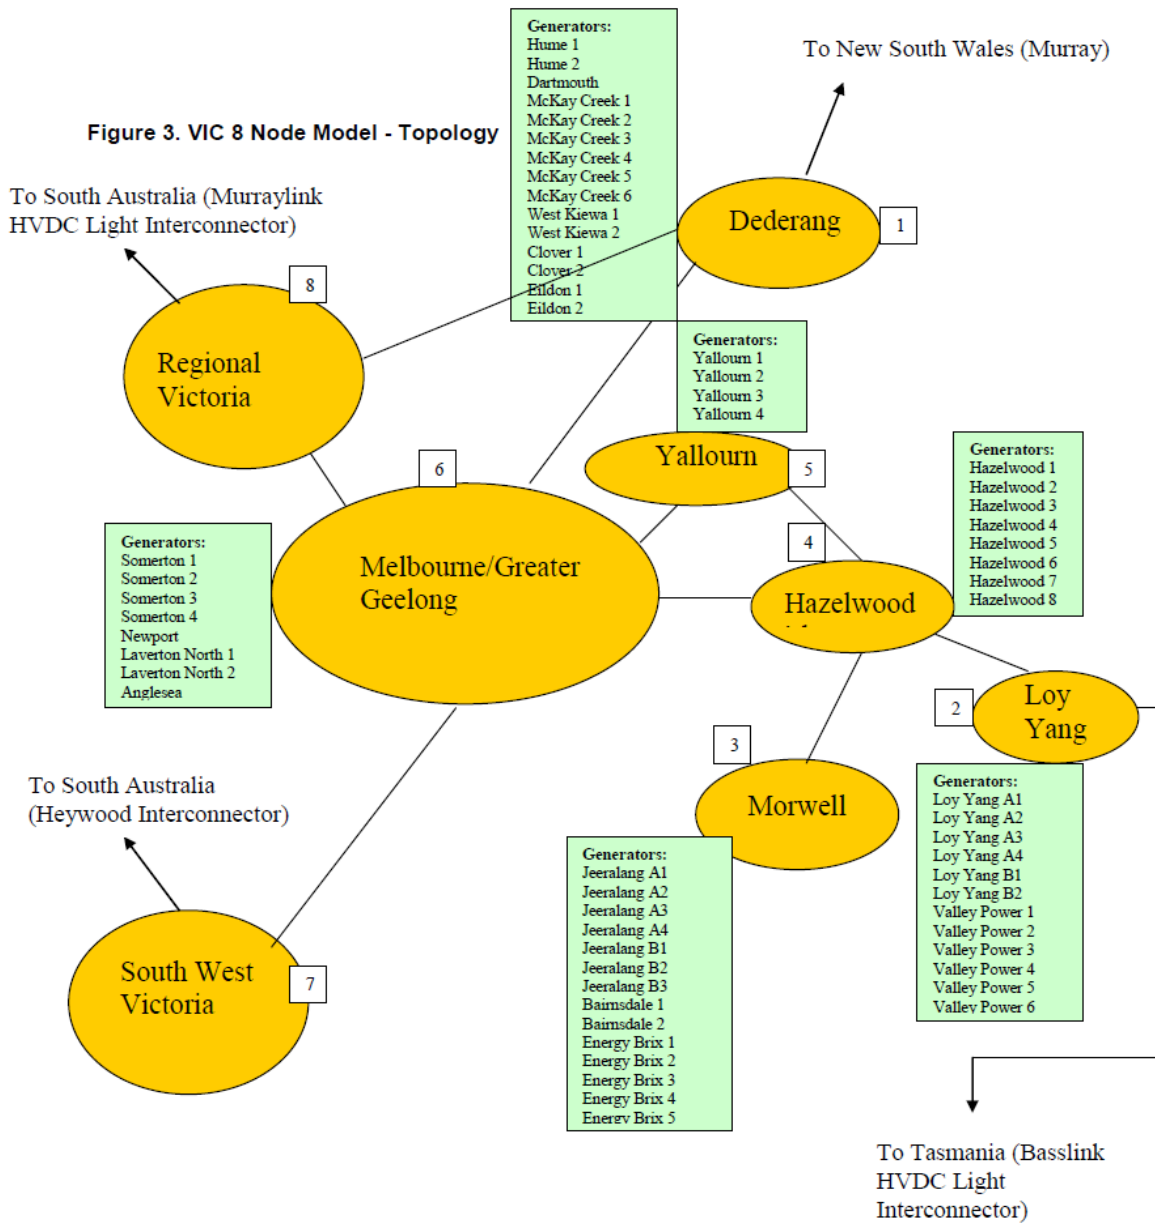 Generators:
Hume 1
Hume 2
Dartmouth
McKay Creek 1
McKay Creek 2
McKay Creek 3
McKay Creek 4
McKay Creek 5
McKay Creek 6
West Kiewa 1
West Kiewa 2
Clover 1
Clover 2
Eildon 1
Eildon 2
To New South Wales (Murray)
Figure 3. VIC 8 Node Model - Topology
To South Australia (Murraylink
HVDC Light Interconnector)
Dederang
1
8
Regional
Victoria
Generators:
Yallourn 1
Yallourn 2
Yallourn 3
Yallourn 4
Yallourn
5
6
Melbourne/Greater
Geelong
Generators:
Somerton 1
Somerton 2
Somerton 3
Somerton 4
Newport
Laverton North 1
Laverton North 2
Anglesea
Generators:
Hazelwood 1
Hazelwood 2
Hazelwood 3
Hazelwood 4
Hazelwood 5
Hazelwood 6
Hazelwood 7
Hazelwood 8
4
Hazelwood
2
Loy
Yang
3
Morwell
Generators:
Loy Yang A1
Loy Yang A2
Loy Yang A3
Loy Yang A4
Loy Yang B1
Loy Yang B2
Valley Power 1
Valley Power 2
Valley Power 3
Valley Power 4
Valley Power 5
Valley Power 6
To South Australia
(Heywood Interconnector)
Generators:
Jeeralang A1
Jeeralang A2
Jeeralang A3
Jeeralang A4
Jeeralang B1
Jeeralang B2
Jeeralang B3
Bairnsdale 1
Bairnsdale 2
Energy Brix 1
Energy Brix 2
Energy Brix 3
Energy Brix 4
Energy Brix 5
South West
Victoria
7
To Tasmania (Basslink
HVDC Light
Interconnector)